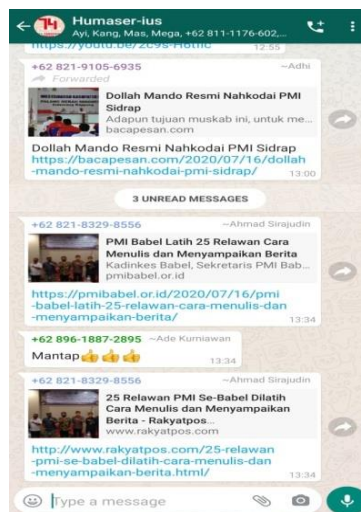 Humaser-ius
Ayi, Kang, Mas, Mega, +62 811-1176-602,...
12:55
+62 821-9105-6935 ~Adhi
Forwarded
Dollah Mando Resmi Nahkodai PMI
Sidrap
Adapun tujuan muskab ini, untuk me...
bacapesan.com
Dollah Mando Resmi Nahkodai PMI Sidrap
https://bacapesan.com/2020/07/16/dollah
-mando-resmi-nahkodai-pmi-sidrap/ 13:00
3 UNREAD MESSAGES
+62 821-8329-8556 ~Ahmad Sirajudin
PMI Babel Latih 25 Relawan Cara
Menulis dan Menyampaikan Berita
Kadinkes Babel, Sekretaris PMI Bab...
pmibabel.or.id
https://pmibabel.or.id/2020/07/16/pmi
-babel-latih-25-relawan-cara-menulis-dan
-menyampaikan-berita/ 13:34
+62 896-1887-2895 ~Ade Kurniawan
Mantap👍👍👍 13:34
+62 821-8329-8556 ~Ahmad Sirajudin
25 Relawan PMI Se-Babel Dilatih
Cara Menulis dan Menyampaikan
Berita - Rakyatpos...
www.rakyatpos.com
http://www.rakyatpos.com/25-relawan
-pmi-se-babel-dilatih-cara-menulis-dan
-menyampaikan-berita.html/ 13:34
Type a message